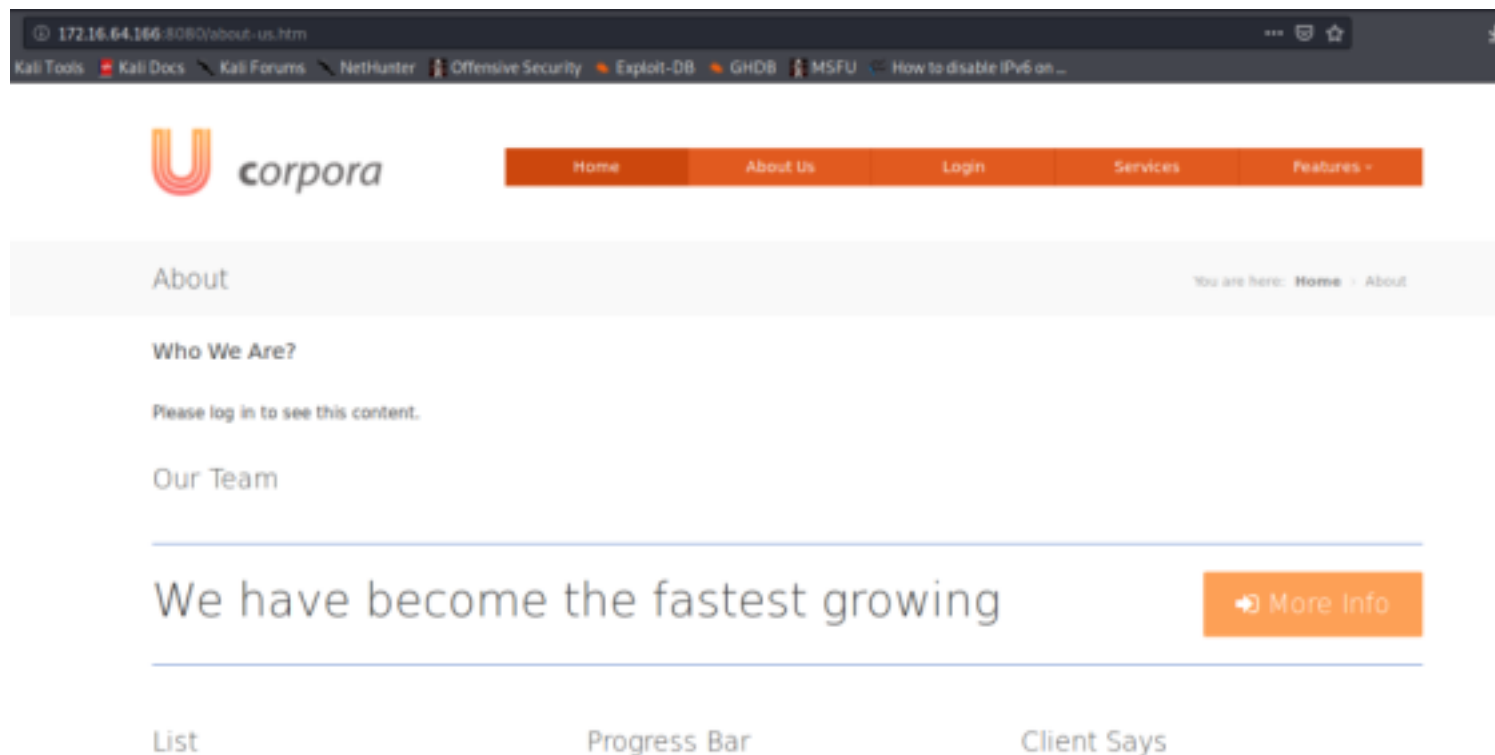 172.16.64.166:8080/about-us.htm
Kali Tools Kali Docs Kali Forums NetHunter Offensive Security Exploit-DB GHDB MSFU How to disable IPv6 on ...
corpora
Home About Us Login Services Features
About
You are here: Home › About
Who We Are?
Please log in to see this content.
Our Team
We have become the fastest growing
More Info
List Progress Bar Client Says